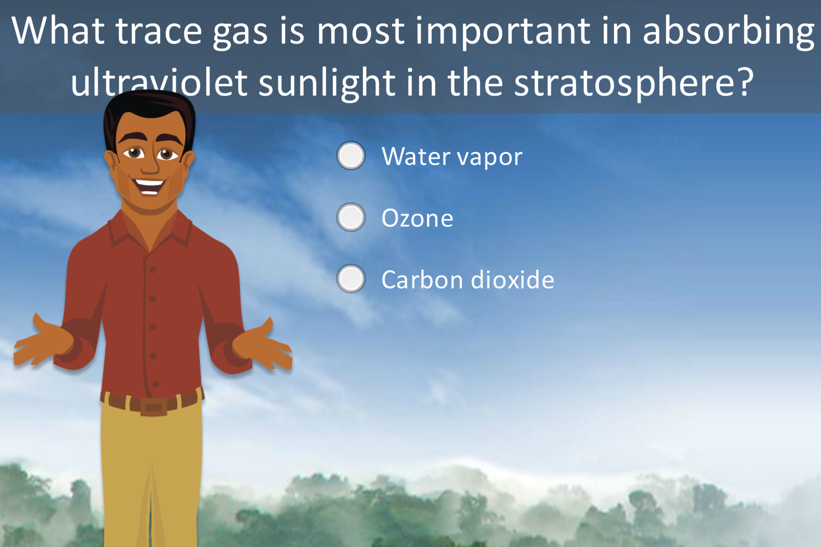 What trace gas is most important in absorbing
ultraviolet sunlight in the stratosphere?
Water vapor
Ozone
Carbon dioxide